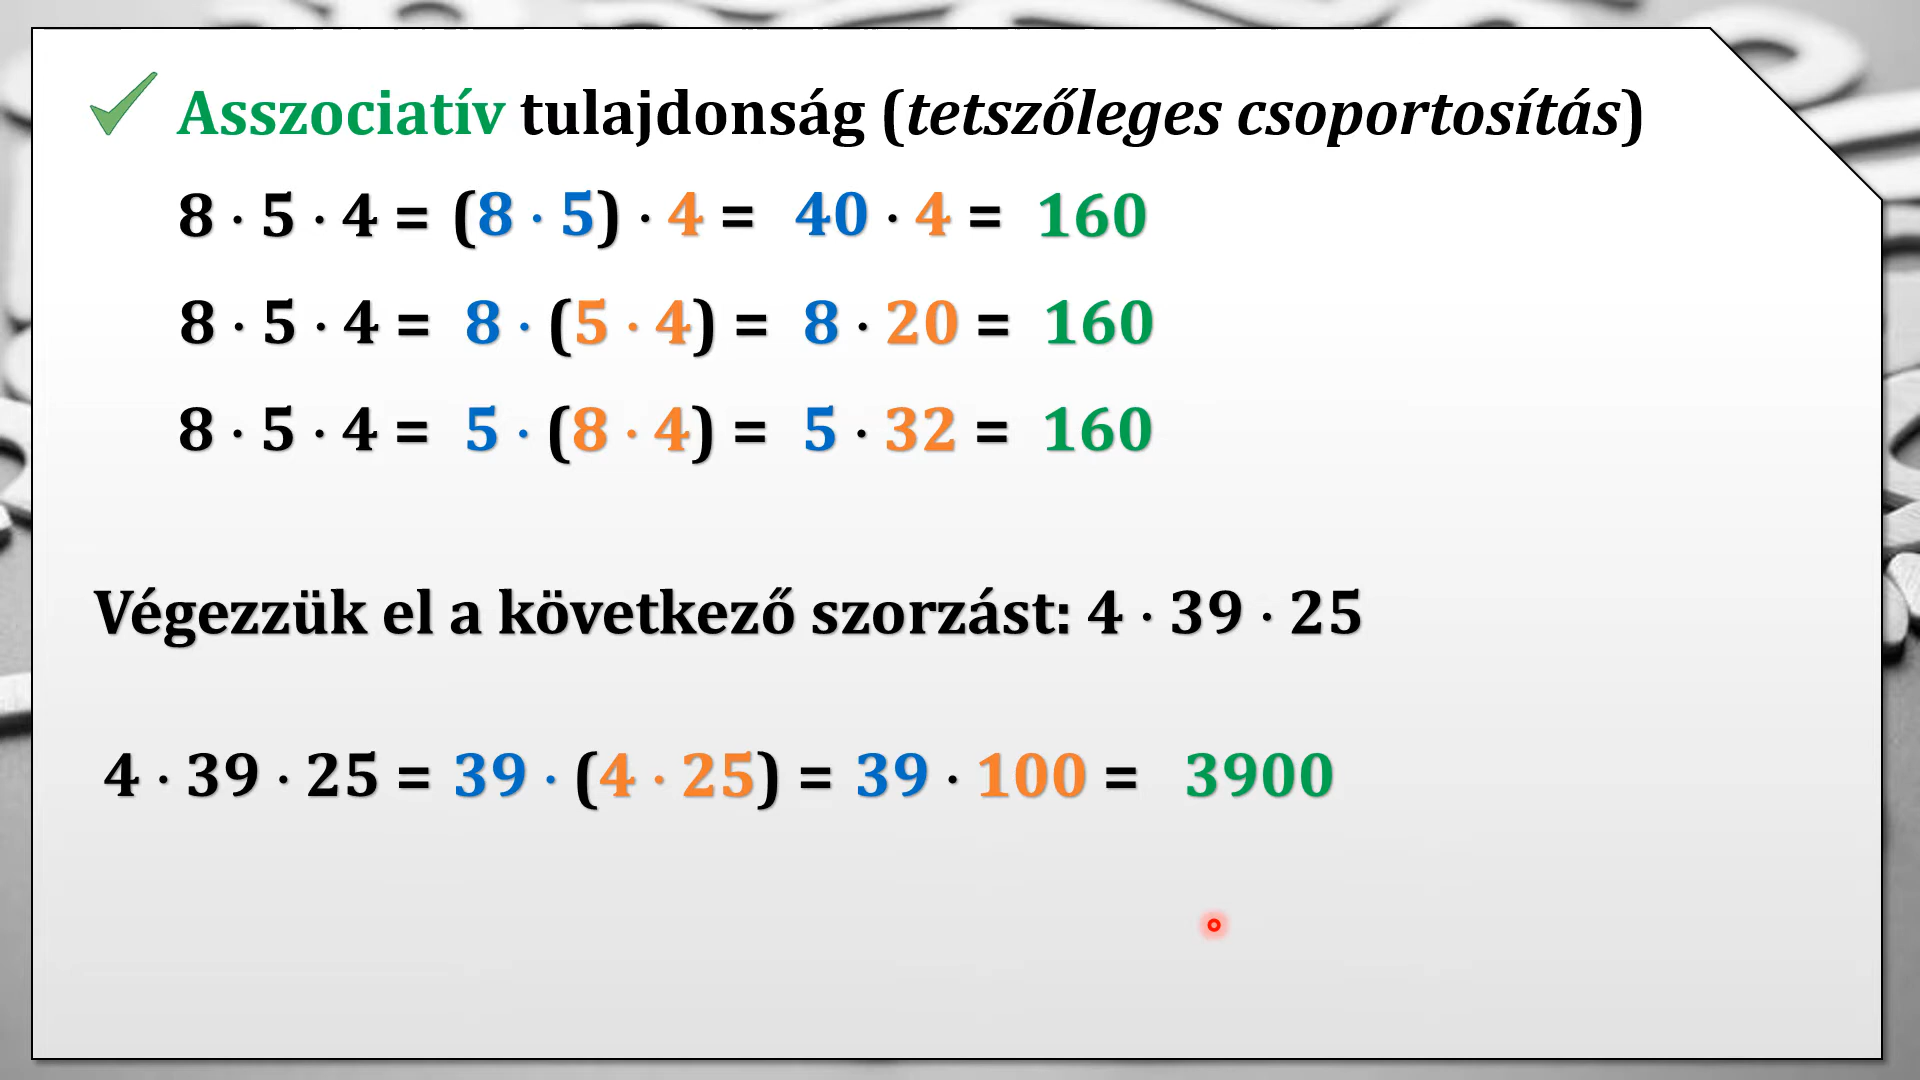 Asszociatív tulajdonság (tetszőleges csoportosítás)
8 · 5 · 4 = (8 · 5) · 4 = 40 · 4 = 160
8 · 5 · 4 = 8 · (5 · 4) = 8 · 20 = 160
8 · 5 · 4 = 5 · (8 · 4) = 5 · 32 = 160
Végezzük el a következő szorzást: 4 · 39 · 25
4 · 39 · 25 = 39 · (4 · 25) = 39 · 100 = 3900